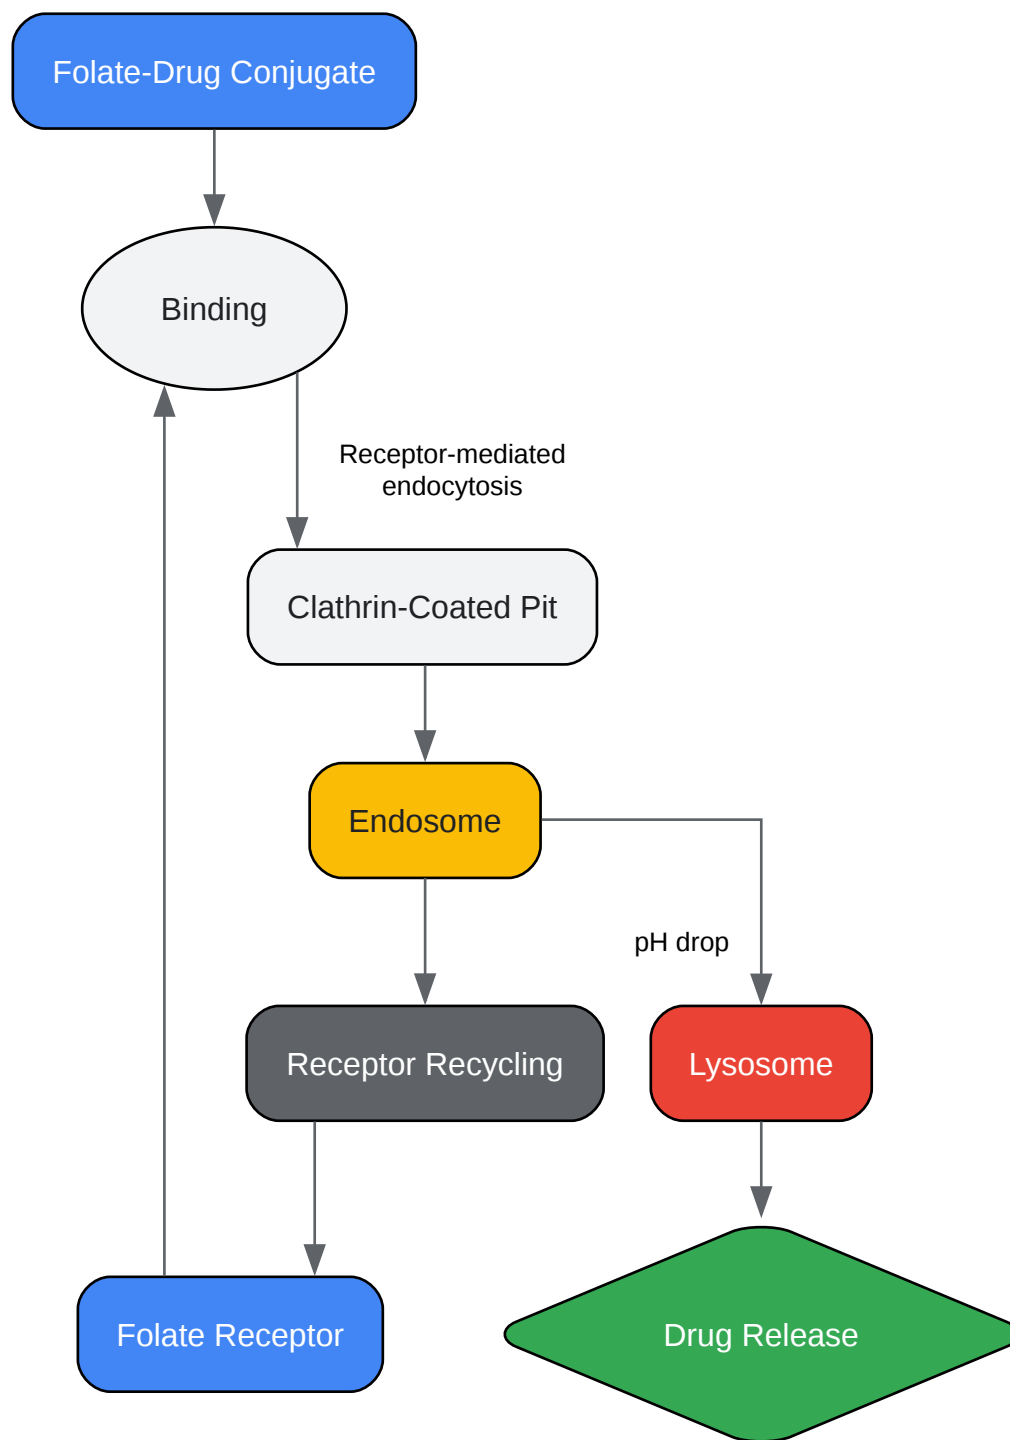 Folate-Drug Conjugate
Binding
Receptor-mediated
endocytosis
Clathrin-Coated Pit
Endosome
pH drop
Receptor Recycling
Lysosome
Folate Receptor
Drug Release